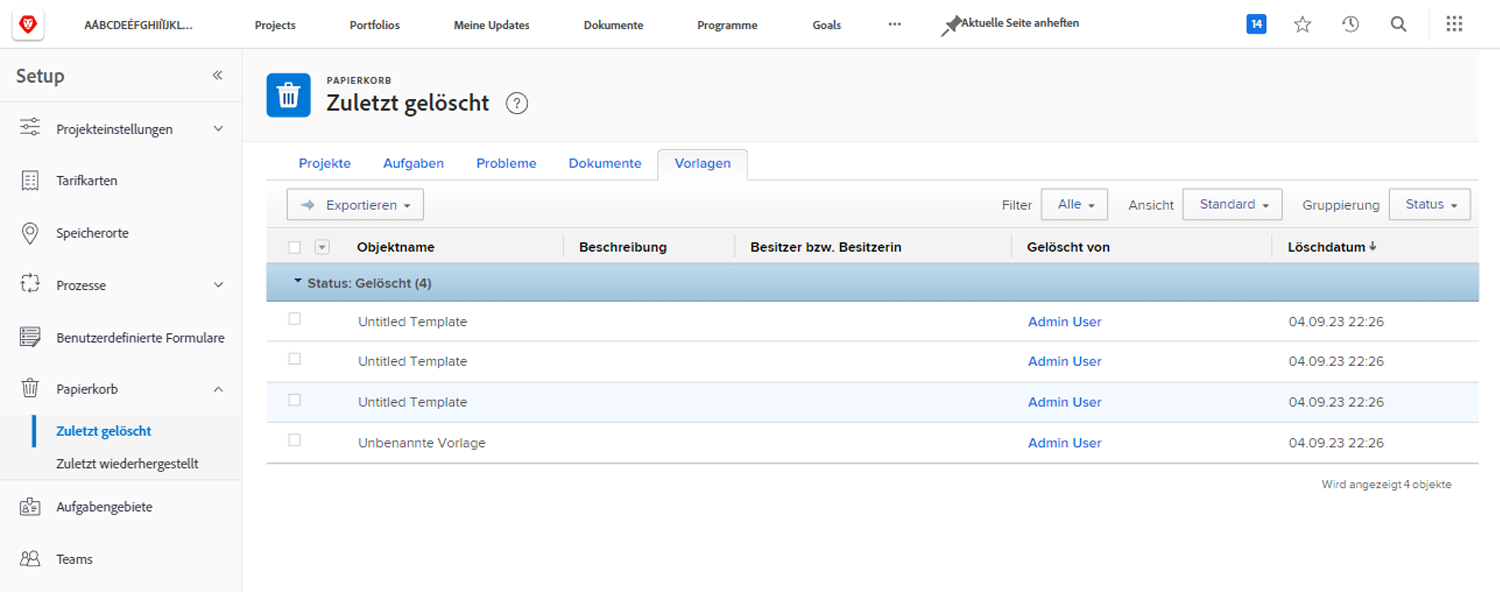 AÁBCDEÉFGHIÍĬJKL... Projects Portfolios Meine Updates Dokumente Programme Goals ... Aktuelle Seite anheften 14
Setup
Projekteinstellungen
Tarifkarten
Speicherorte
Prozesse
Benutzerdefinierte Formulare
Papierkorb
Zuletzt gelöscht
Zuletzt wiederhergestellt
Aufgabengebiete
Teams
PAPIERKORB
Zuletzt gelöscht ?
Projekte Aufgaben Probleme Dokumente Vorlagen
Exportieren Filter Alle Ansicht Standard Gruppierung Status
Objektname Beschreibung Besitzer bzw. Besitzerin Gelöscht von Löschdatum
Status: Gelöscht (4)
Untitled Template Admin User 04.09.23 22:26
Untitled Template Admin User 04.09.23 22:26
Untitled Template Admin User 04.09.23 22:26
Unbenannte Vorlage Admin User 04.09.23 22:26
Wird angezeigt 4 objekte